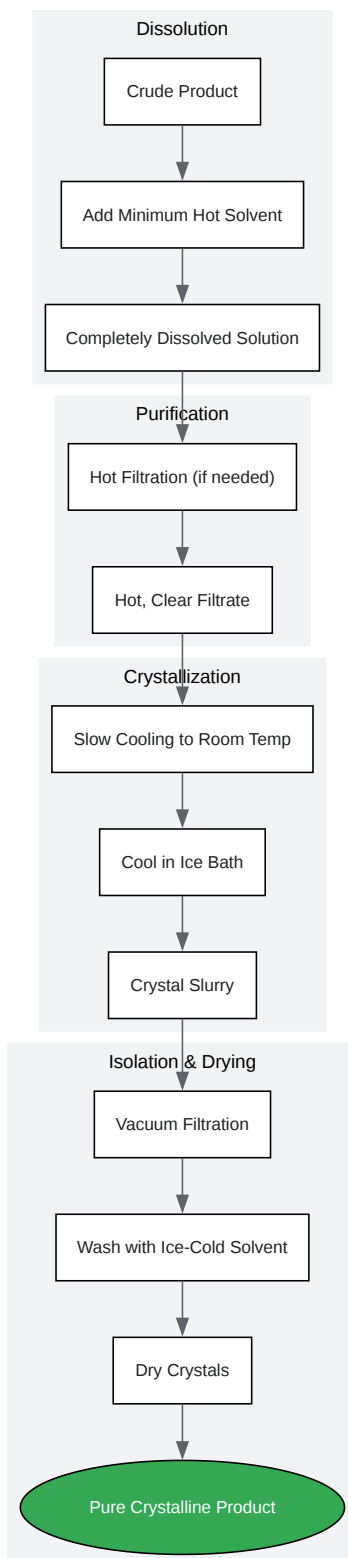 Dissolution
Crude Product
Add Minimum Hot Solvent
Completely Dissolved Solution
Purification
Hot Filtration (if needed)
Hot, Clear Filtrate
Crystallization
Slow Cooling to Room Temp
Cool in Ice Bath
Crystal Slurry
Isolation & Drying
Vacuum Filtration
Wash with Ice-Cold Solvent
Dry Crystals
Pure Crystalline Product